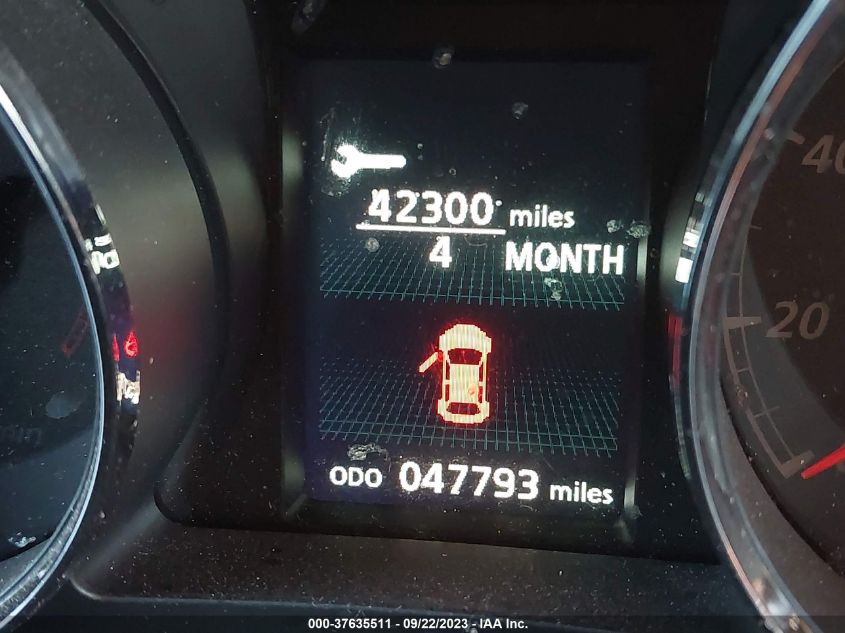 42300 miles
4 MONTH
ODO 047793 miles
40
20
000-37635511 - 09/22/2023 - IAA Inc.